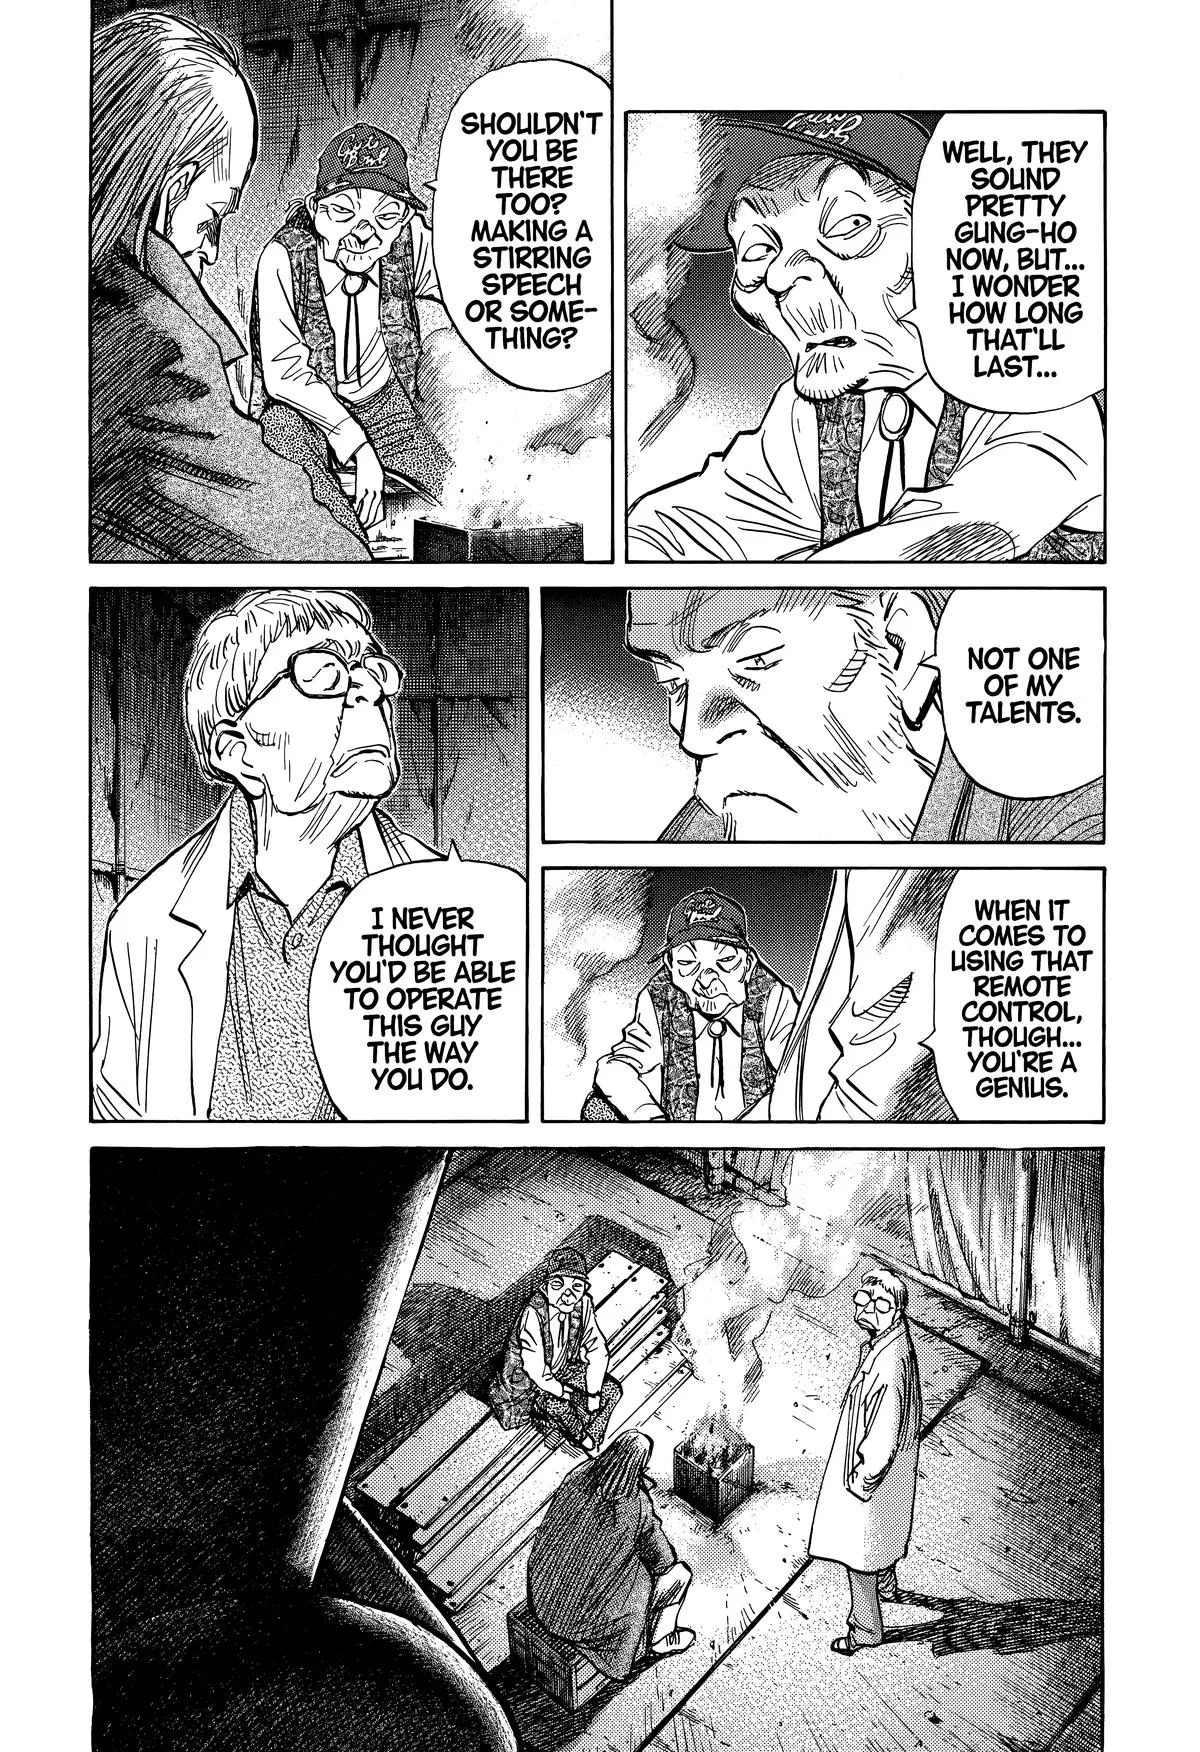 WELL, THEY
SOUND
PRETTY
GUNG-HO
NOW, BUT...
I WONDER
HOW LONG
THAT'LL
LAST...
SHOULDN'T
YOU BE
THERE
TOO?
MAKING A
STIRRING
SPEECH
OR SOME-
THING?
NOT ONE
OF MY
TALENTS.
WHEN IT
COMES TO
USING THAT
REMOTE
CONTROL,
THOUGH...
YOU'RE A
GENIUS.
I NEVER
THOUGHT
YOU'D BE ABLE
TO OPERATE
THIS GUY
THE WAY
YOU DO.